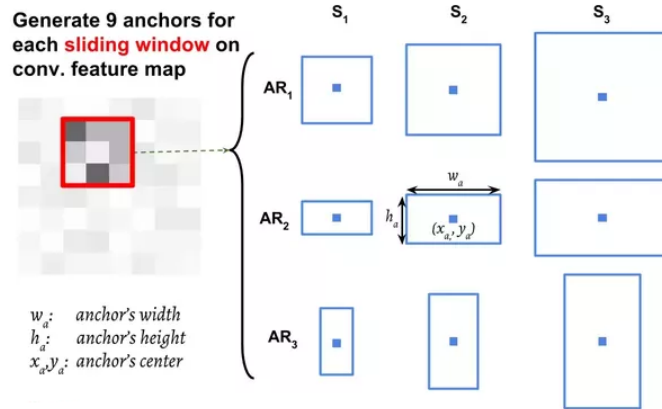 Generate 9 anchors for
each sliding window on
conv. feature map
S₁ S₂ S₃
AR₁
AR₂
AR₃
wₐ
hₐ
(xₐ, yₐ)
wₐ: anchor's width
hₐ: anchor's height
xₐ,yₐ: anchor's center